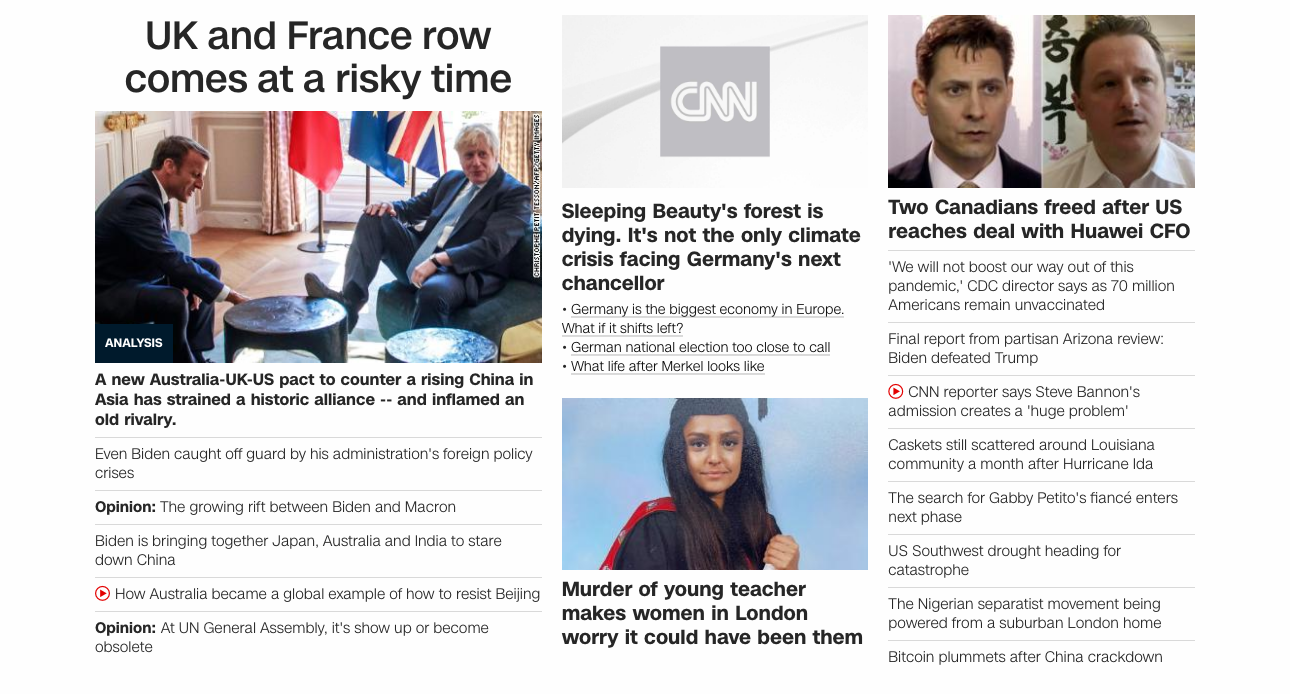 UK and France row
comes at a risky time
CHRISTOPHE PETIT TESSON/AFP/GETTY IMAGES
ANALYSIS
A new Australia-UK-US pact to counter a rising China in
Asia has strained a historic alliance -- and inflamed an
old rivalry.
Even Biden caught off guard by his administration's foreign policy
crises
Opinion: The growing rift between Biden and Macron
Biden is bringing together Japan, Australia and India to stare
down China
How Australia became a global example of how to resist Beijing
Opinion: At UN General Assembly, it's show up or become
obsolete
CNN
Sleeping Beauty's forest is
dying. It's not the only climate
crisis facing Germany's next
chancellor
• Germany is the biggest economy in Europe.
What if it shifts left?
• German national election too close to call
• What life after Merkel looks like
Murder of young teacher
makes women in London
worry it could have been them
충
복
Two Canadians freed after US
reaches deal with Huawei CFO
'We will not boost our way out of this
pandemic,' CDC director says as 70 million
Americans remain unvaccinated
Final report from partisan Arizona review:
Biden defeated Trump
CNN reporter says Steve Bannon's
admission creates a 'huge problem'
Caskets still scattered around Louisiana
community a month after Hurricane Ida
The search for Gabby Petito's fiancé enters
next phase
US Southwest drought heading for
catastrophe
The Nigerian separatist movement being
powered from a suburban London home
Bitcoin plummets after China crackdown